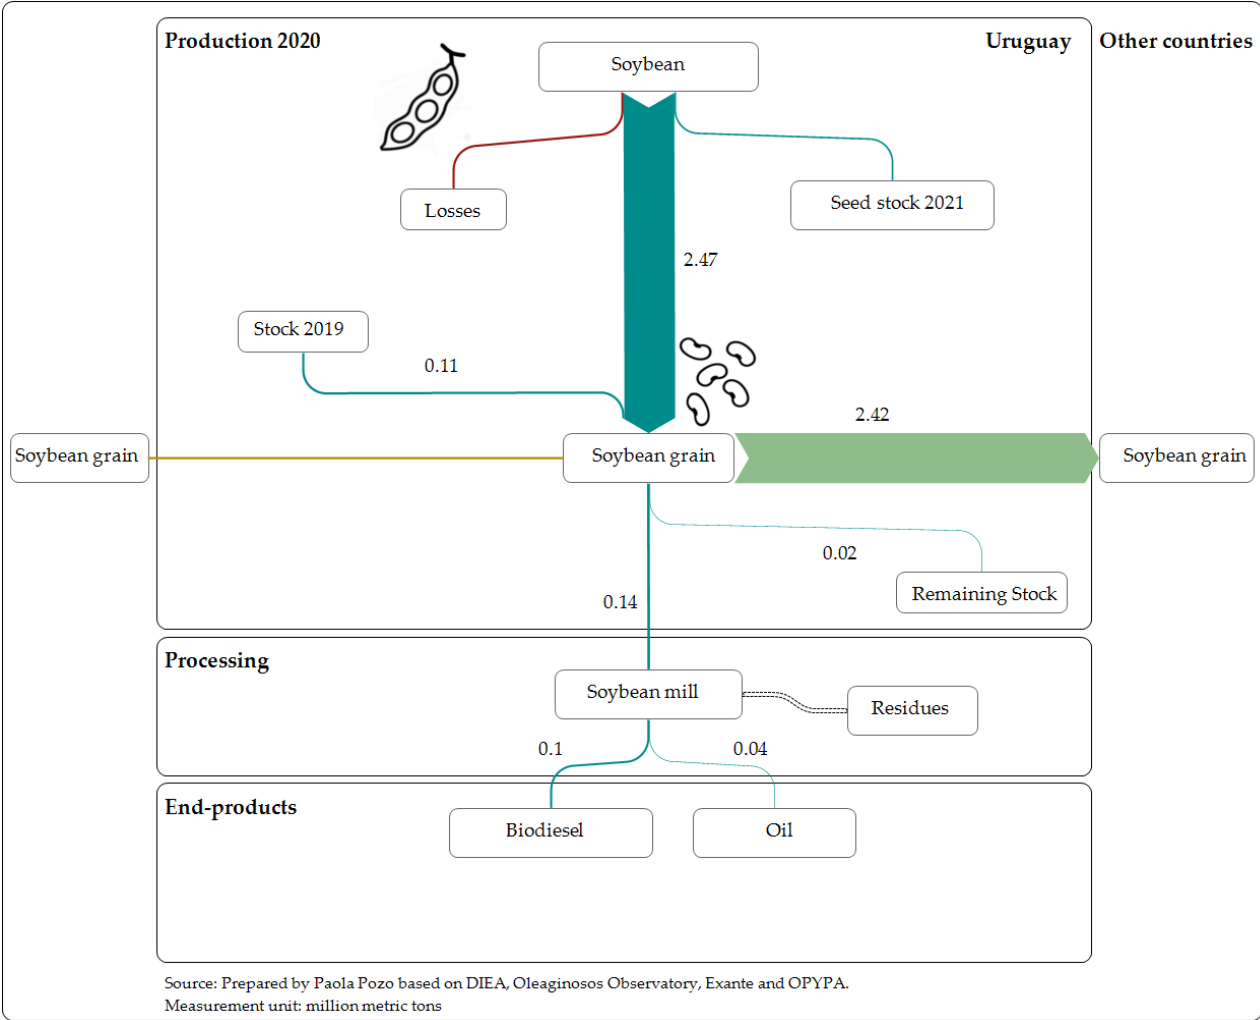 Production 2020
Uruguay
Other countries
Soybean
Losses
Seed stock 2021
2.47
Stock 2019
0.11
2.42
Soybean grain
Soybean grain
Soybean grain
0.02
Remaining Stock
0.14
Processing
Soybean mill
Residues
0.1
0.04
End-products
Biodiesel
Oil
Source: Prepared by Paola Pozo based on DIEA, Oleaginosos Observatory, Exante and OPYPA.
Measurement unit: million metric tons